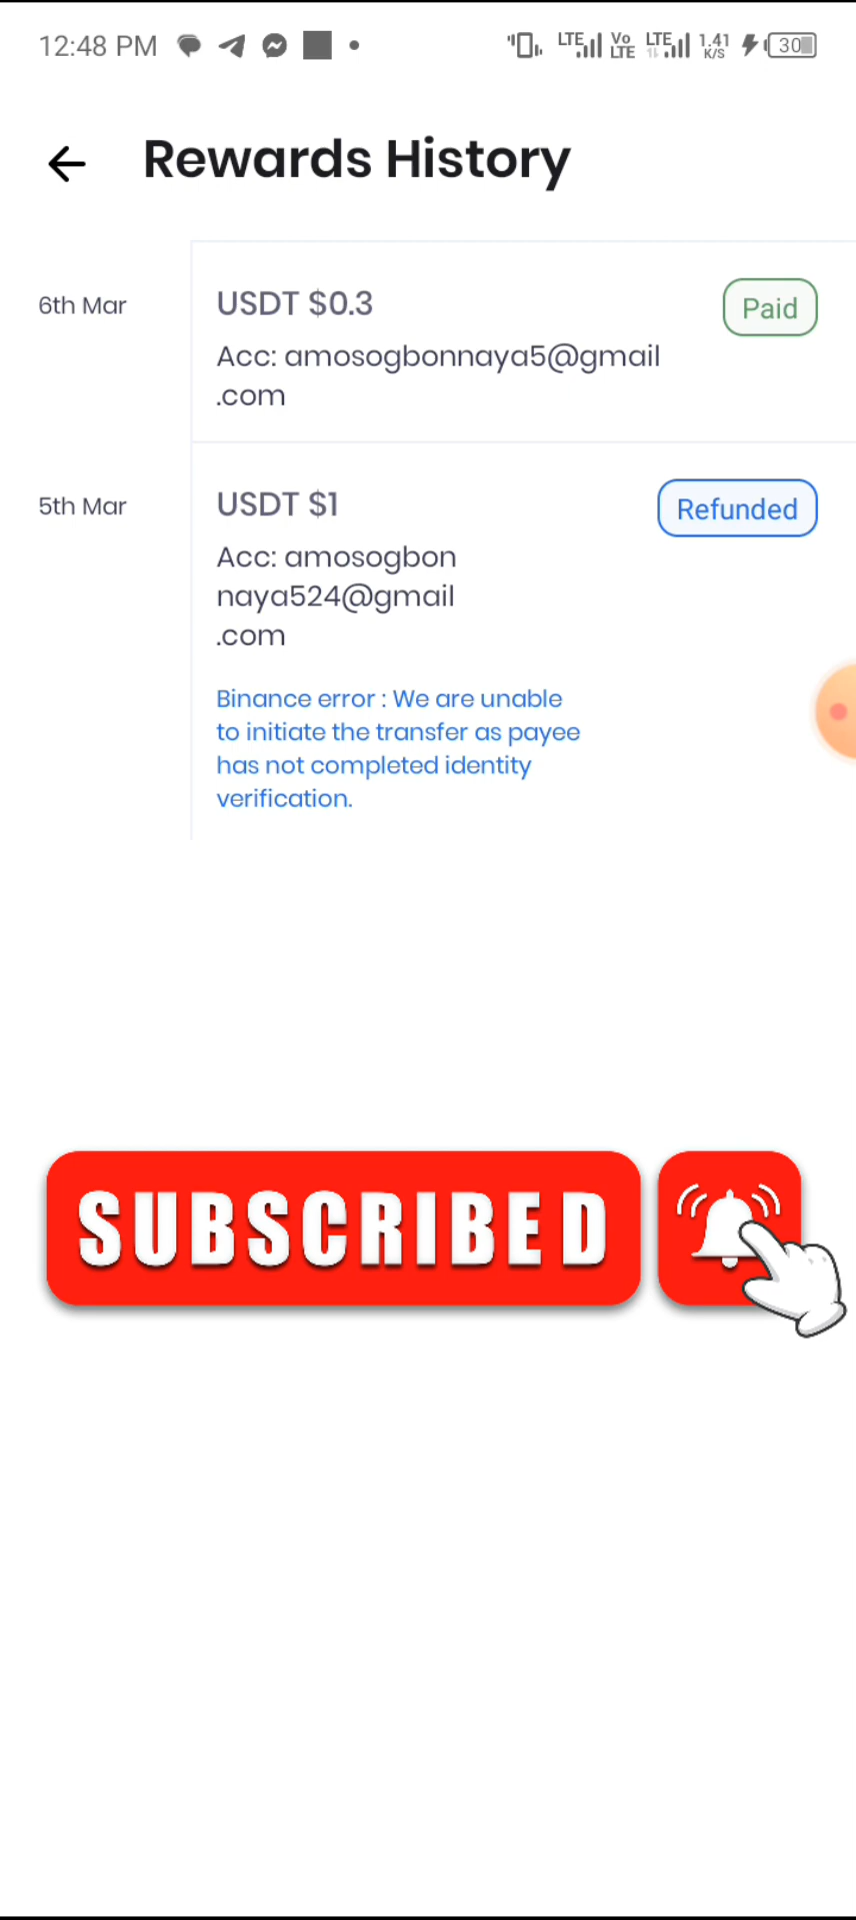 12:48 PM
LTE Vo LTE LTE 1.41 K/S 30
Rewards History
6th Mar
USDT $0.3
Paid
Acc: amosogbonnaya5@gmail
.com
5th Mar
USDT $1
Refunded
Acc: amosogbon
naya524@gmail
.com
Binance error : We are unable
to initiate the transfer as payee
has not completed identity
verification.
SUBSCRIBED